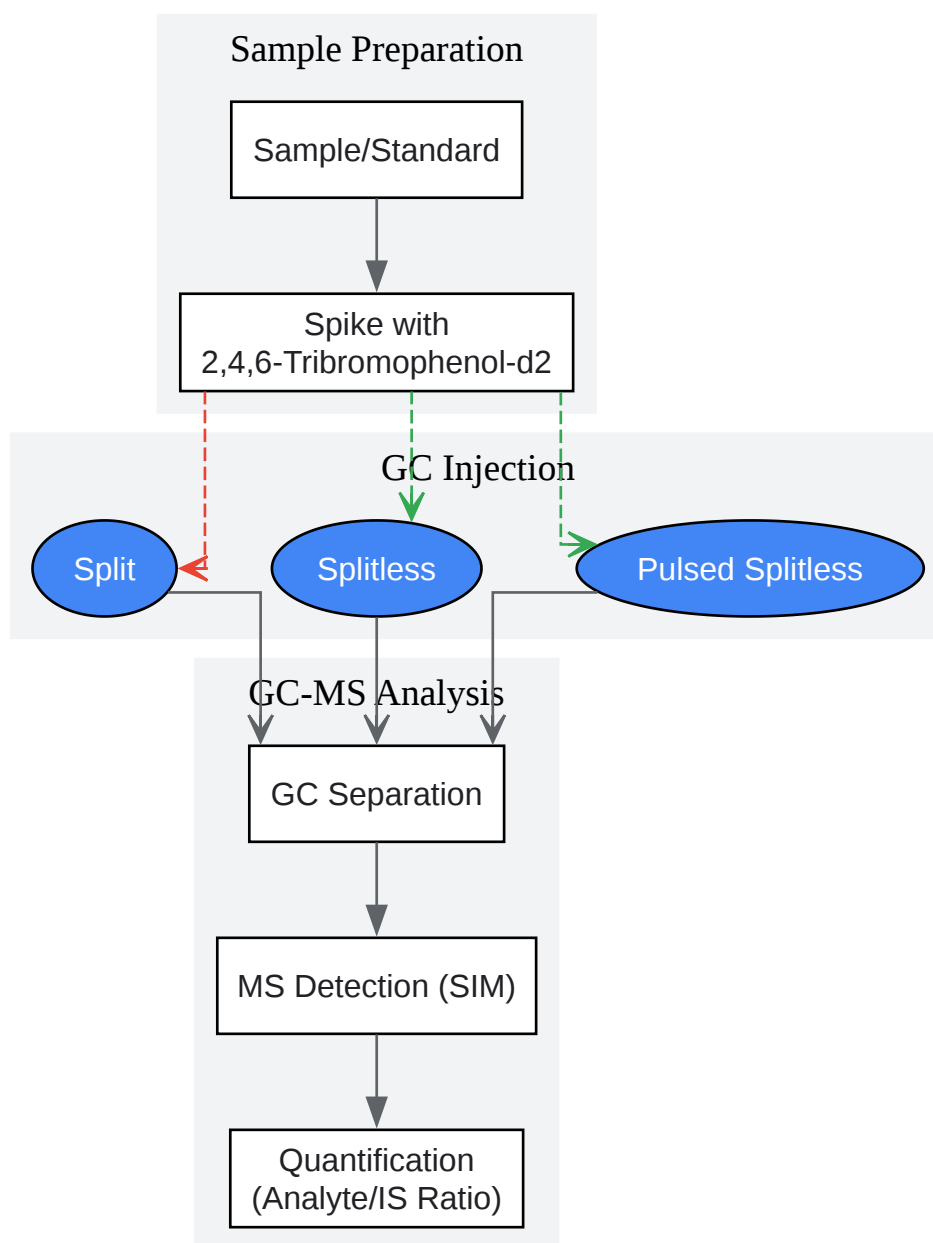 Sample Preparation
Sample/Standard
Spike with
2,4,6-Tribromophenol-d2
GC Injection
Split
Splitless
Pulsed Splitless
GC-MS Analysis
GC Separation
MS Detection (SIM)
Quantification
(Analyte/IS Ratio)